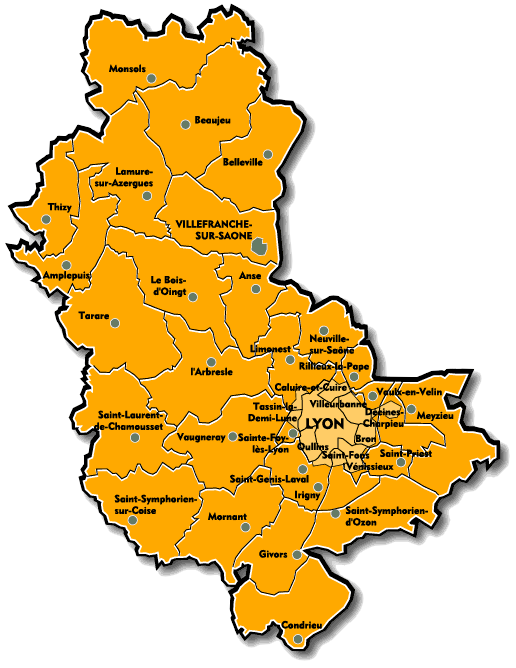 Monsols
Beaujeu
Belleville
Lamure-
sur-Azergues
Thizy
VILLEFRANCHE-
SUR-SAONE
Amplepuis
Le Bois-
d'Oingt
Anse
Tarare
Neuville-
sur-Saône
Limonest
Rillieux-la-Pape
l'Arbresle
Caluire-et-Cuire
Vaulx-en-Velin
Villeurbanne
Tassin-la-
Demi-Lune
Décines-
Charpieu
Meyzieu
Saint-Laurent-
de-Chamousset
LYON
Vaugneray
Sainte-Foy-
lès-Lyon
Bron
Oullins
Saint-Fons
Saint-Priest
Vénissieux
Saint-Genis-Laval
Irigny
Saint-Symphorien-
sur-Coise
Mornant
Saint-Symphorien-
d'Ozon
Givors
Condrieu